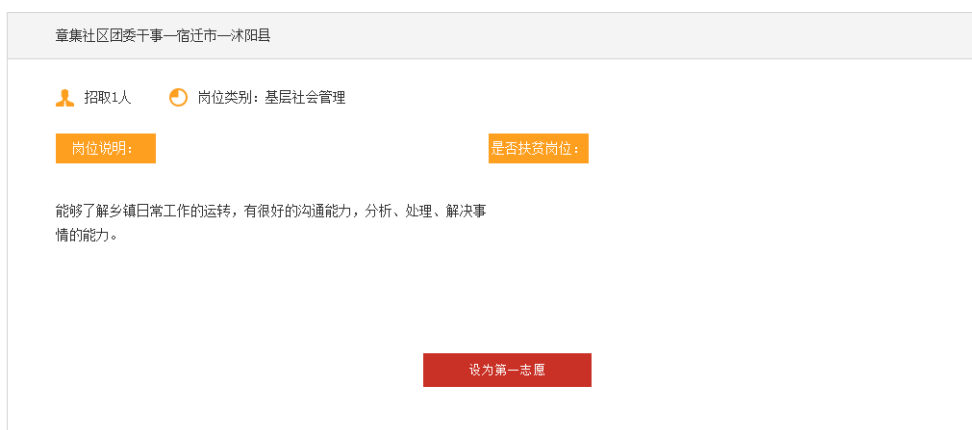 章集社区团委干事—宿迁市—沭阳县
招取1人 岗位类别：基层社会管理
岗位说明： 是否扶贫岗位：
能够了解乡镇日常工作的运转，有很好的沟通能力，分析、处理、解决事
情的能力。
设为第一志愿